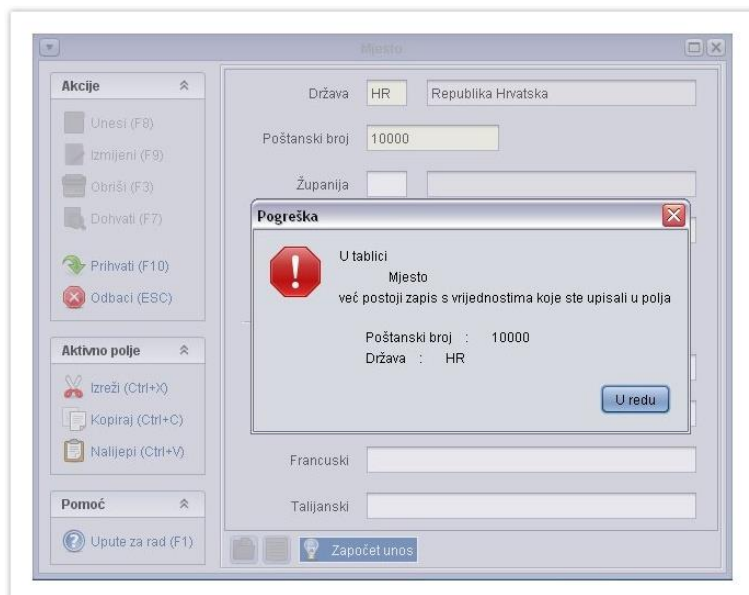 Mjesto
Akcije
Unesi (F8)
Izmijeni (F9)
Obriši (F3)
Dohvati (F7)
Prihvati (F10)
Odbaci (ESC)
Aktivno polje
Izreži (Ctrl+X)
Kopiraj (Ctrl+C)
Nalijepi (Ctrl+V)
Pomoć
Upute za rad (F1)
Država HR Republika Hrvatska
Poštanski broj 10000
Županija
Pogreška
U tablici
Mjesto
već postoji zapis s vrijednostima koje ste upisali u polja
Poštanski broj : 10000
Država : HR
U redu
Francuski
Talijanski
Započet unos